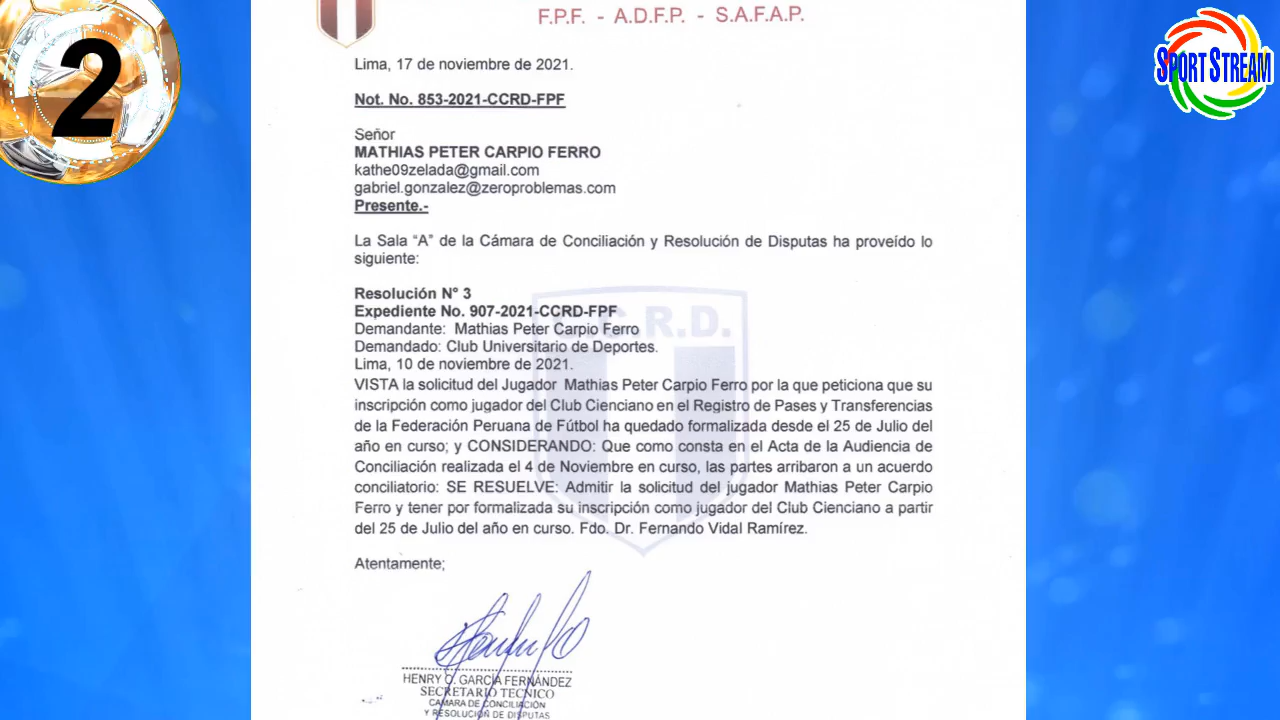 2
SPORT STREAM
F.P.F. - A.D.F.P. - S.A.F.A.P.
Lima, 17 de noviembre de 2021.
Not. No. 853-2021-CCRD-FPF
Señor
MATHIAS PETER CARPIO FERRO
kathe09zelada@gmail.com
gabriel.gonzalez@zeroproblemas.com
Presente.-
La Sala “A” de la Cámara de Conciliación y Resolución de Disputas ha proveído lo
siguiente:
Resolución N° 3
Expediente No. 907-2021-CCRD-FPF
Demandante: Mathias Peter Carpio Ferro
Demandado: Club Universitario de Deportes.
Lima, 10 de noviembre de 2021.
VISTA la solicitud del Jugador Mathias Peter Carpio Ferro por la que peticiona que su
inscripción como jugador del Club Cienciano en el Registro de Pases y Transferencias
de la Federación Peruana de Fútbol ha quedado formalizada desde el 25 de Julio del
año en curso; y CONSIDERANDO: Que como consta en el Acta de la Audiencia de
Conciliación realizada el 4 de Noviembre en curso, las partes arribaron a un acuerdo
conciliatorio: SE RESUELVE: Admitir la solicitud del jugador Mathias Peter Carpio
Ferro y tener por formalizada su inscripción como jugador del Club Cienciano a partir
del 25 de Julio del año en curso. Fdo. Dr. Fernando Vidal Ramírez.
C.C.R.D.
Atentamente;
HENRY O. GARCÍA FERNÁNDEZ
SECRETARIO TECNICO
CAMARA DE CONCILIACIÓN
Y RESOLUCIÓN DE DISPUTAS